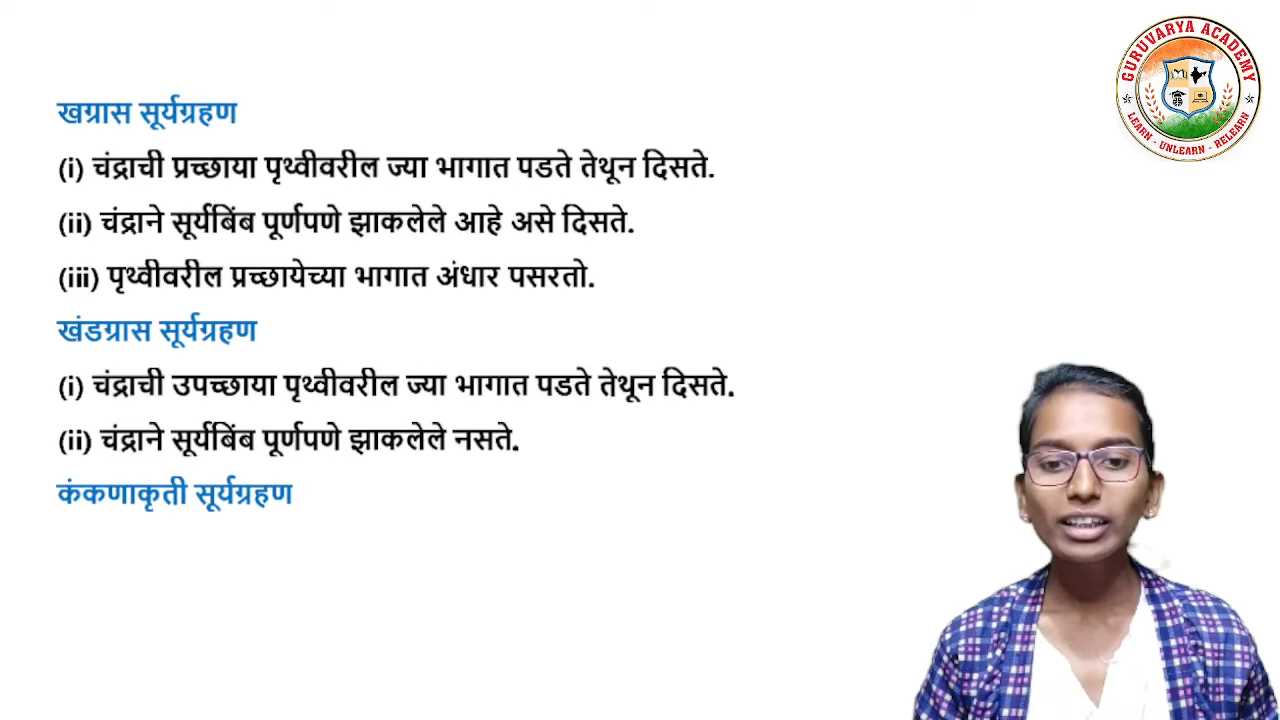 खग्रास सूर्यग्रहण
(i) चंद्राची प्रच्छाया पृथ्वीवरील ज्या भागात पडते तेथून दिसते.
(ii) चंद्राने सूर्यबिंब पूर्णपणे झाकलेले आहे असे दिसते.
(iii) पृथ्वीवरील प्रच्छायेच्या भागात अंधार पसरतो.
खंडग्रास सूर्यग्रहण
(i) चंद्राची उपच्छाया पृथ्वीवरील ज्या भागात पडते तेथून दिसते.
(ii) चंद्राने सूर्यबिंब पूर्णपणे झाकलेले नसते.
कंकणाकृती सूर्यग्रहण
GURUVARYA ACADEMY
LEARN - UNLEARN - RELEARN